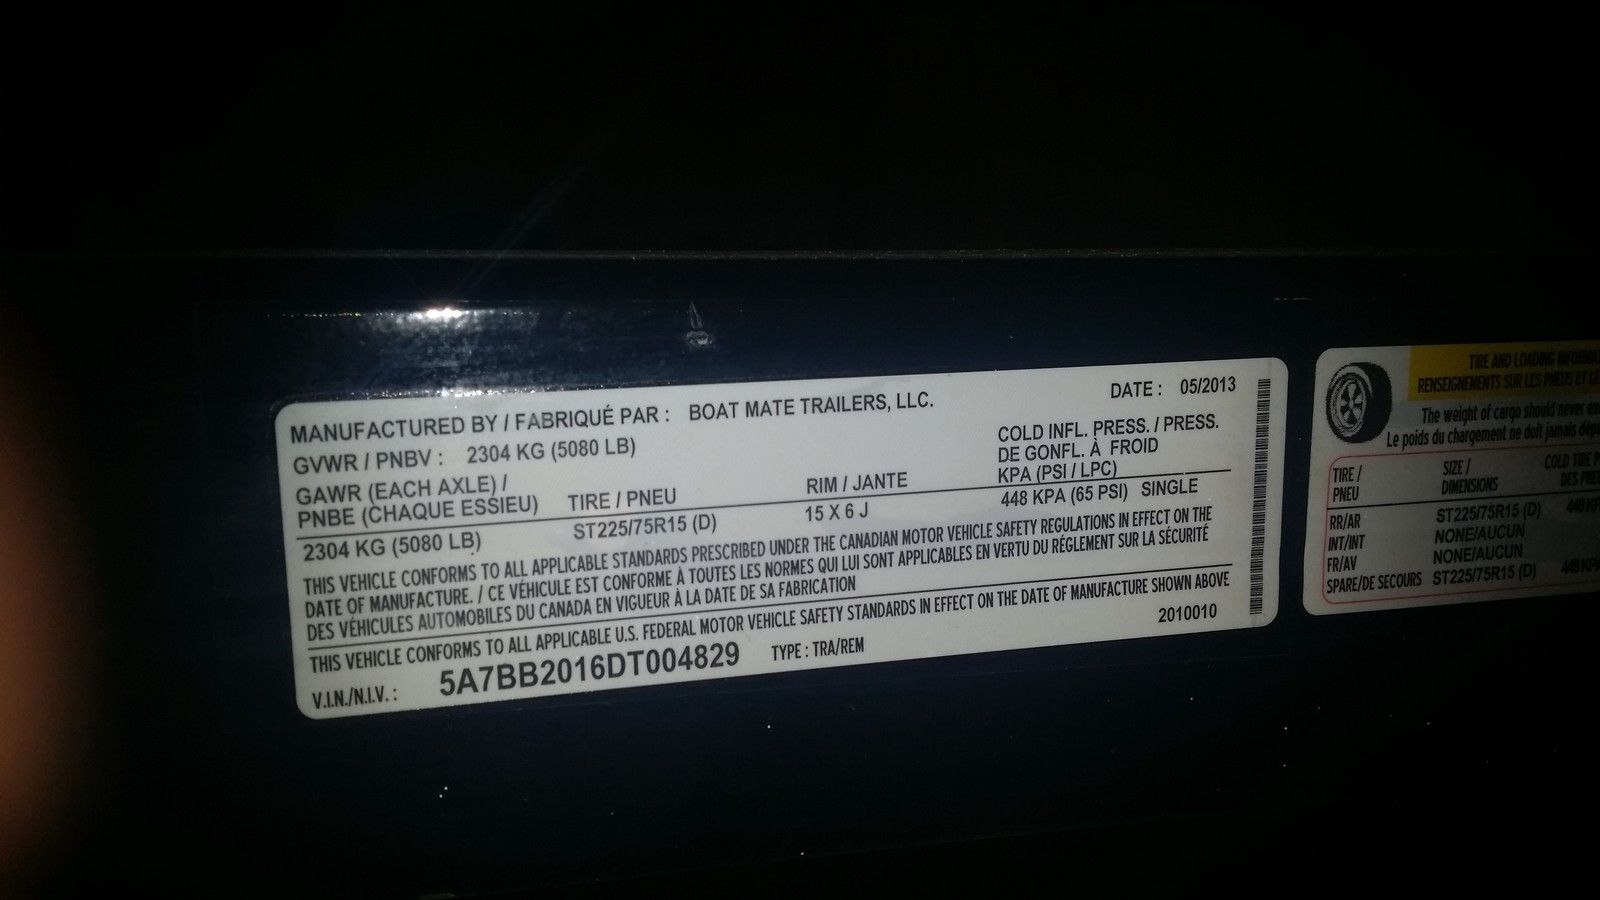 MANUFACTURED BY / FABRIQUÉ PAR : BOAT MATE TRAILERS, LLC. DATE : 05/2013
GVWR / PNBV : 2304 KG (5080 LB)
COLD INFL. PRESS. / PRESS.
DE GONFL. À FROID
KPA (PSI / LPC)
GAWR (EACH AXLE) /
PNBE (CHAQUE ESSIEU) TIRE / PNEU RIM / JANTE
2304 KG (5080 LB) ST225/75R15 (D) 15 X 6 J 448 KPA (65 PSI) SINGLE
THIS VEHICLE CONFORMS TO ALL APPLICABLE STANDARDS PRESCRIBED UNDER THE CANADIAN MOTOR VEHICLE SAFETY REGULATIONS IN EFFECT ON THE
DATE OF MANUFACTURE. / CE VÉHICULE EST CONFORME À TOUTES LES NORMES QUI LUI SONT APPLICABLES EN VERTU DU RÉGLEMENT SUR LA SÉCURITÉ
DES VÉHICULES AUTOMOBILES DU CANADA EN VIGUEUR À LA DATE DE SA FABRICATION
THIS VEHICLE CONFORMS TO ALL APPLICABLE U.S. FEDERAL MOTOR VEHICLE SAFETY STANDARDS IN EFFECT ON THE DATE OF MANUFACTURE SHOWN ABOVE
V.I.N./N.I.V. : 5A7BB2016DT004829 TYPE : TRA/REM 2010010
TIRE AND LOADING
RENSEIGNEMENTS SUR LES PNEUS ET
The weight of cargo should never
Le poids du chargement ne doit jamais
TIRE / SIZE / COLD TIRE
PNEU DIMENSIONS
RR/AR ST225/75R15 (D)
INT/INT NONE/AUCUN
FR/AV NONE/AUCUN
SPARE/DE SECOURS ST225/75R15 (D)